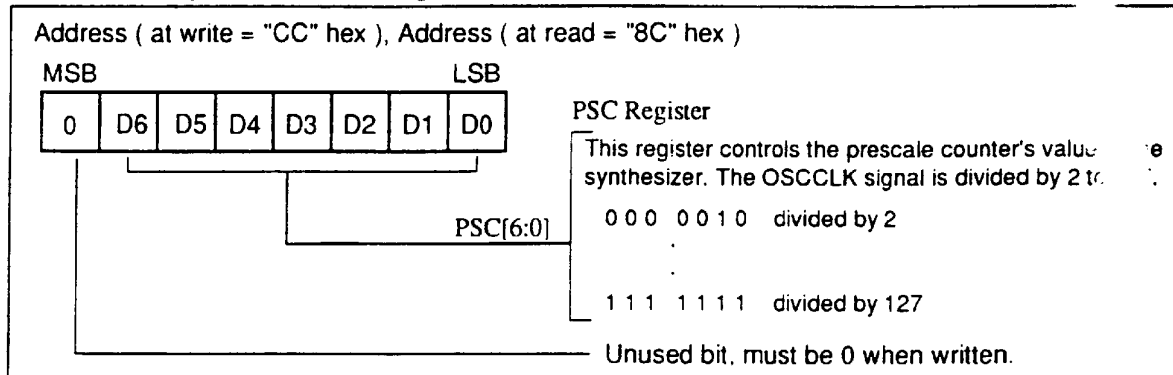 Address ( at write = "CC" hex ), Address ( at read = "8C" hex )
MSB LSB
0 D6 D5 D4 D3 D2 D1 D0
PSC Register
This register controls the prescale counter's
synthesizer. The OSCCLK signal is divided by 2
PSC[6:0]
0 0 0 0 0 1 0 divided by 2
.
.
1 1 1 1 1 1 1 divided by 127
Unused bit, must be 0 when written.